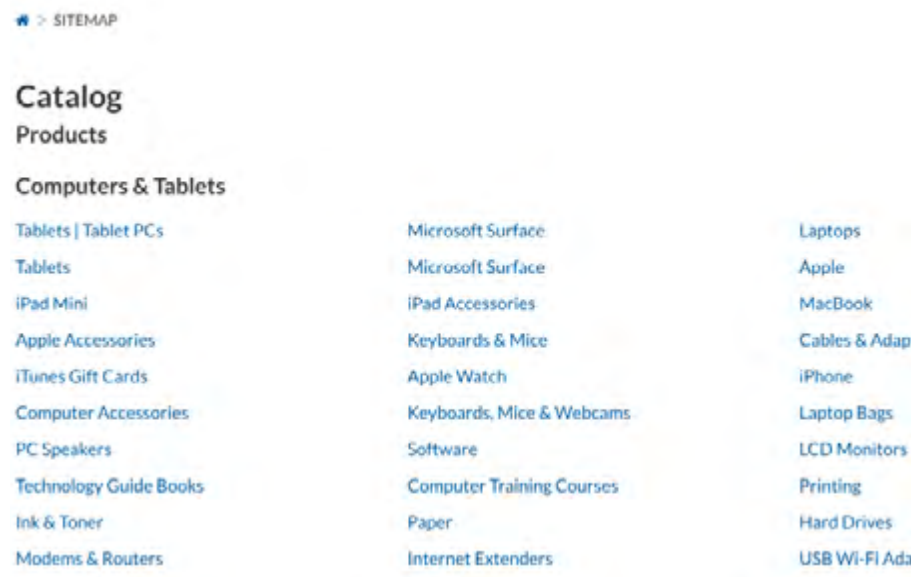 > SITEMAP
Catalog
Products
Computers & Tablets
Tablets | Tablet PCs Microsoft Surface Laptops
Tablets Microsoft Surface Apple
iPad Mini iPad Accessories MacBook
Apple Accessories Keyboards & Mice Cables & Adap
iTunes Gift Cards Apple Watch iPhone
Computer Accessories Keyboards, Mice & Webcams Laptop Bags
PC Speakers Software LCD Monitors
Technology Guide Books Computer Training Courses Printing
Ink & Toner Paper Hard Drives
Modems & Routers Internet Extenders USB Wi-Fi Ada